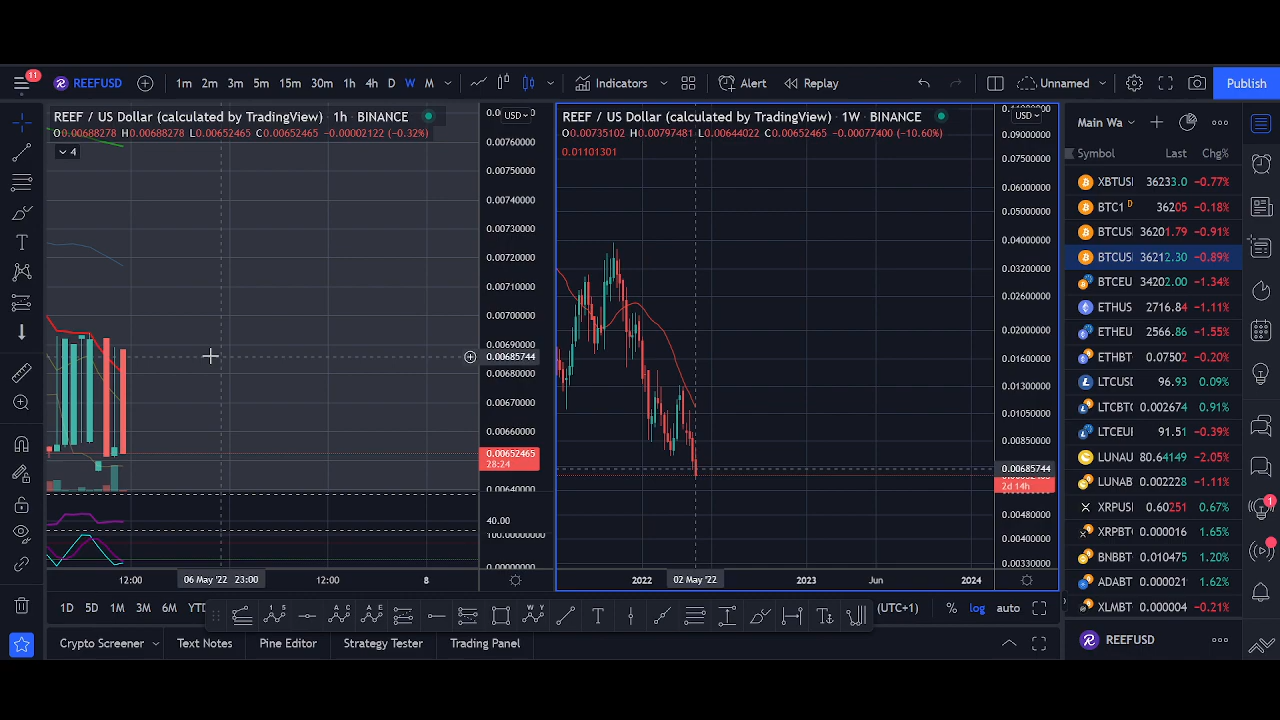 11
REEFUSD
1m 2m 3m 5m 15m 30m 1h 4h D W M
Indicators
Alert
Replay
Unnamed
Publish
REEF / US Dollar (calculated by TradingView) 1h BINANCE
O0.00688278 H0.00688278 L0.00652465 C0.00652465 −0.00002122 (−0.32%)
4
USD
0.00760000
0.00750000
0.00740000
0.00730000
0.00720000
0.00710000
0.00700000
0.00690000
0.00685744
0.00680000
0.00670000
0.00660000
0.00652465
28:24
0.00640000
40.00
12:00
06 May '22 23:00
12:00
8
REEF / US Dollar (calculated by TradingView) 1W BINANCE
O0.00735102 H0.00797481 L0.00644022 C0.00652465 −0.00077400 (−10.60%)
0.01101301
USD
0.09000000
0.07500000
0.06000000
0.05000000
0.04000000
0.03200000
0.02600000
0.02000000
0.01600000
0.01300000
0.01050000
0.00850000
0.00685744
2d 14h
0.00480000
0.00400000
0.00330000
2022
02 May '22
2023
Jun
2024
Main Wa
Symbol Last Chg%
XBTUSI 36233.0 −0.77%
BTC1 D 36205 −0.18%
BTCUSI 36201.79 −0.91%
BTCUSI 36212.30 −0.89%
BTCEU 34202.00 −1.34%
ETHUS 2716.84 −1.11%
ETHEU 2566.86 −1.55%
ETHBT 0.07502 −0.20%
LTCUSI 96.93 0.09%
LTCBT 0.002674 0.91%
LTCEU 91.51 −0.39%
LUNAU 80.64149 −2.05%
LUNAB 0.002228 −1.11%
XRPUS 0.60251 0.67%
XRPBT 0.000016 1.65%
BNBBT 0.010475 1.20%
ADABT 0.000021 1.62%
XLMBT 0.000004 −0.21%
REEFUSD
1
1D 5D 1M 3M 6M YTD
(UTC+1) % log auto
Crypto Screener
Text Notes
Pine Editor
Strategy Tester
Trading Panel